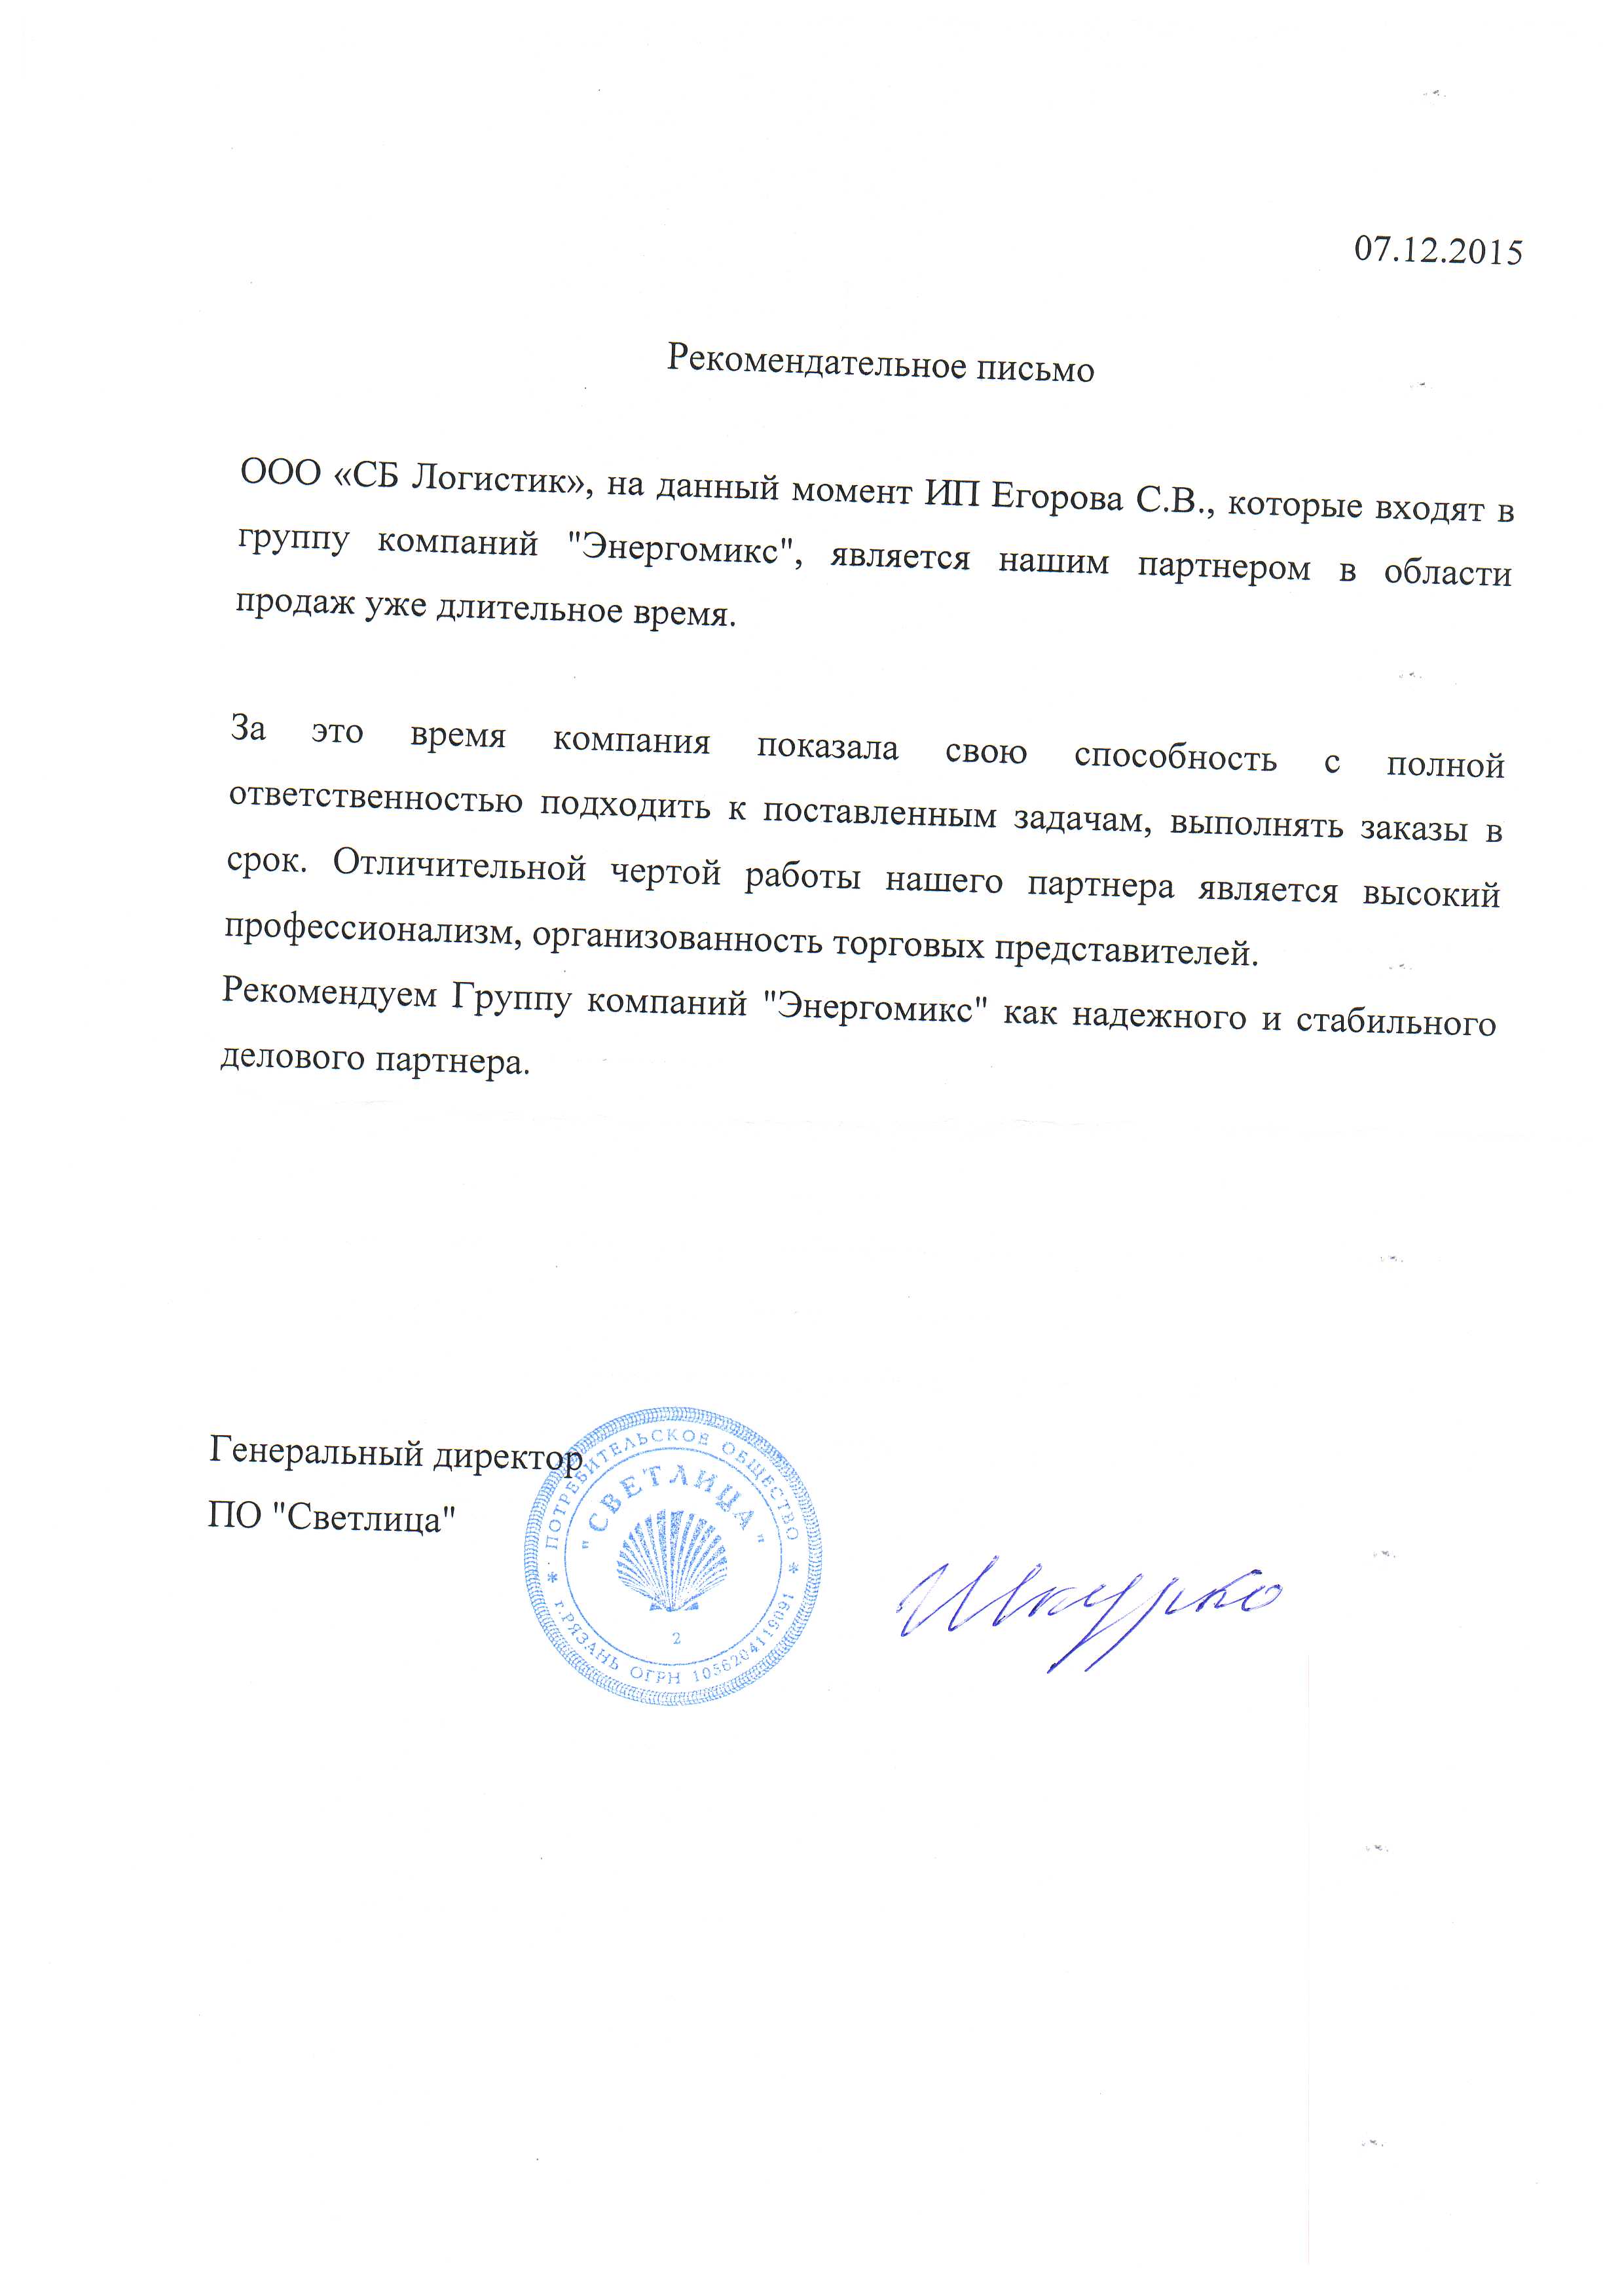 07.12.2015
Рекомендательное письмо
ООО «СБ Логистик», на данный момент ИП Егорова С.В., которые входят в
группу компаний "Энергомикс", является нашим партнером в области
продаж уже длительное время.
За это время компания показала свою способность с полной
ответственностью подходить к поставленным задачам, выполнять заказы в
срок. Отличительной чертой работы нашего партнера является высокий
профессионализм, организованность торговых представителей.
Рекомендуем Группу компаний "Энергомикс" как надежного и стабильного
делового партнера.
Генеральный директор
ПО "Светлица"
ПОТРЕБИТЕЛЬСКОЕ ОБЩЕСТВО
"СВЕТЛИЦА"
2
* г.РЯЗАНЬ ОГРН 1056204119091 *
Шкурко